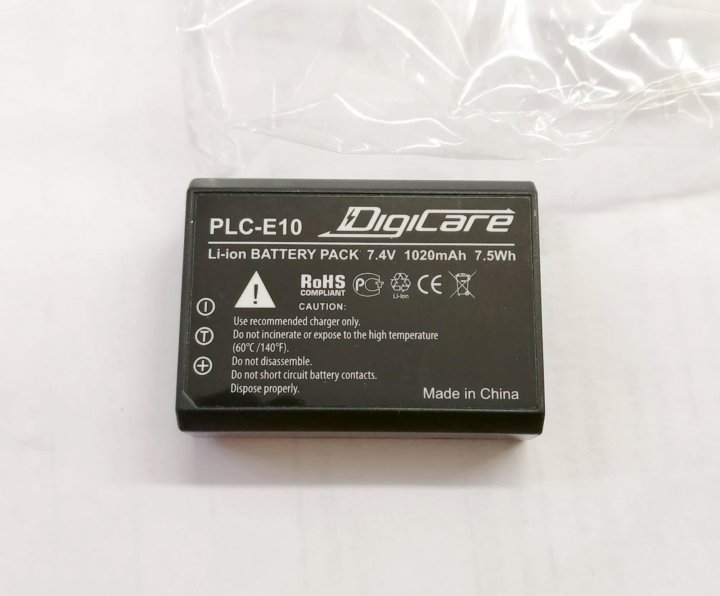 PLC-E10 DigiCare
Li-ion BATTERY PACK 7.4V 1020mAh 7.5Wh
RoHS
COMPLIANT
Li-Ion
CE
CAUTION:
Use recommended charger only.
Do not incinerate or expose to the high temperature
(60°C /140°F).
Do not disassemble.
Do not short circuit battery contacts.
Dispose properly.
Made in China
T